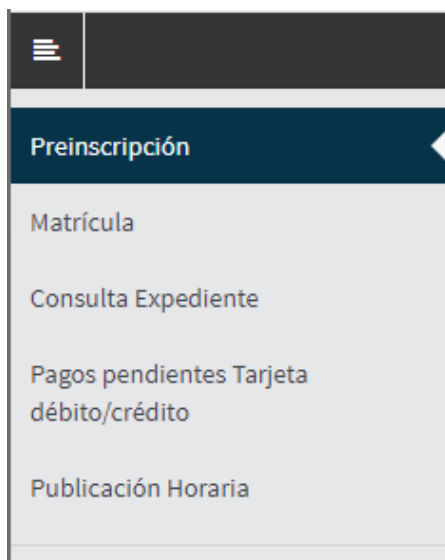 Preinscripción
Matrícula
Consulta Expediente
Pagos pendientes Tarjeta
débito/crédito
Publicación Horaria